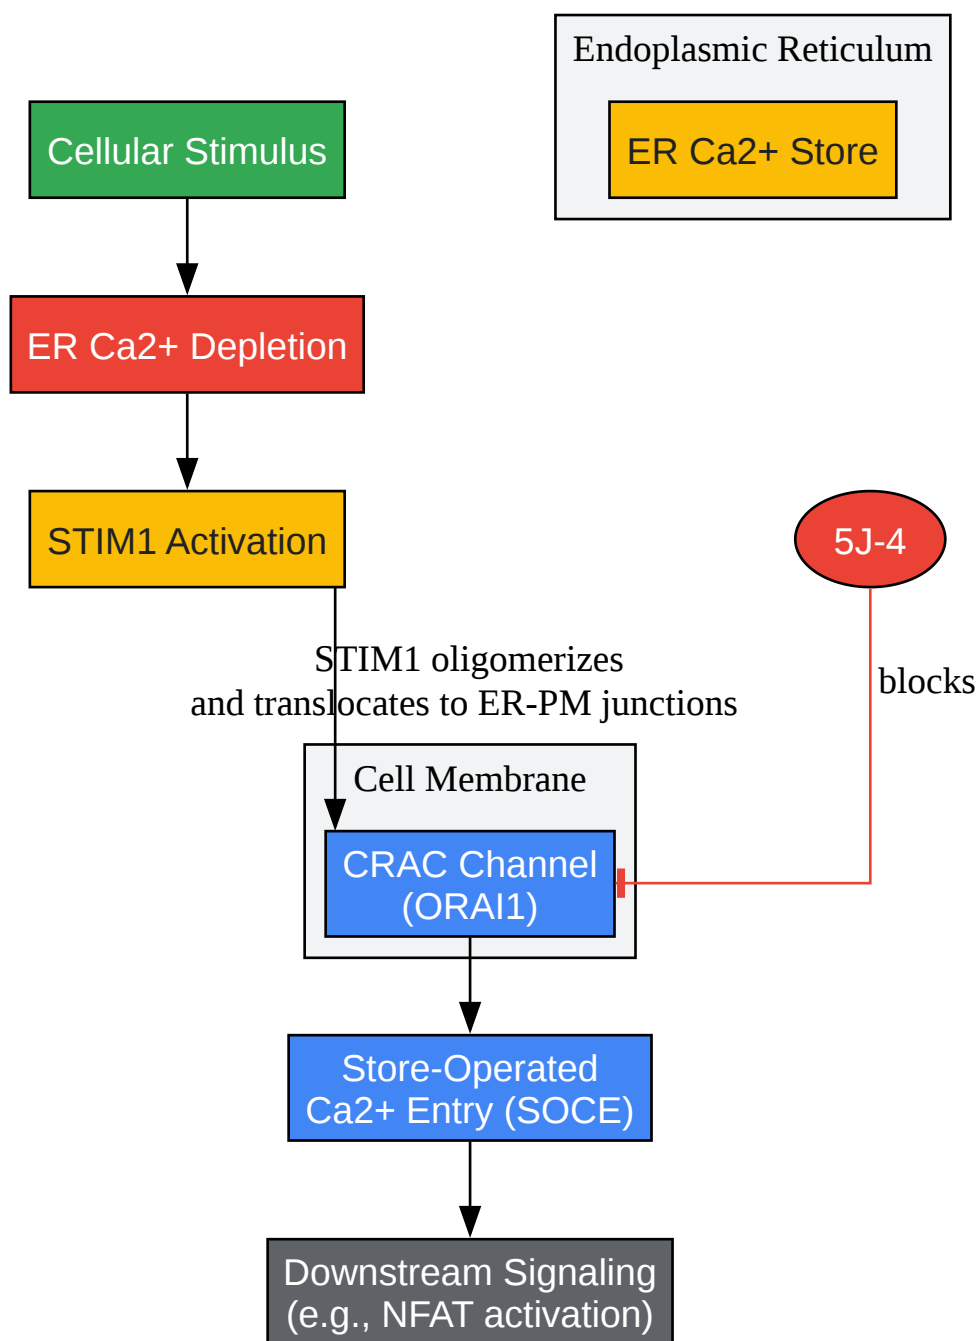 Endoplasmic Reticulum
Cellular Stimulus
ER Ca2+ Store
ER Ca2+ Depletion
STIM1 Activation
5J-4
STIM1 oligomerizes
and translocates to ER-PM junctions
blocks
Cell Membrane
CRAC Channel
(ORAI1)
Store-Operated
Ca2+ Entry (SOCE)
Downstream Signaling
(e.g., NFAT activation)